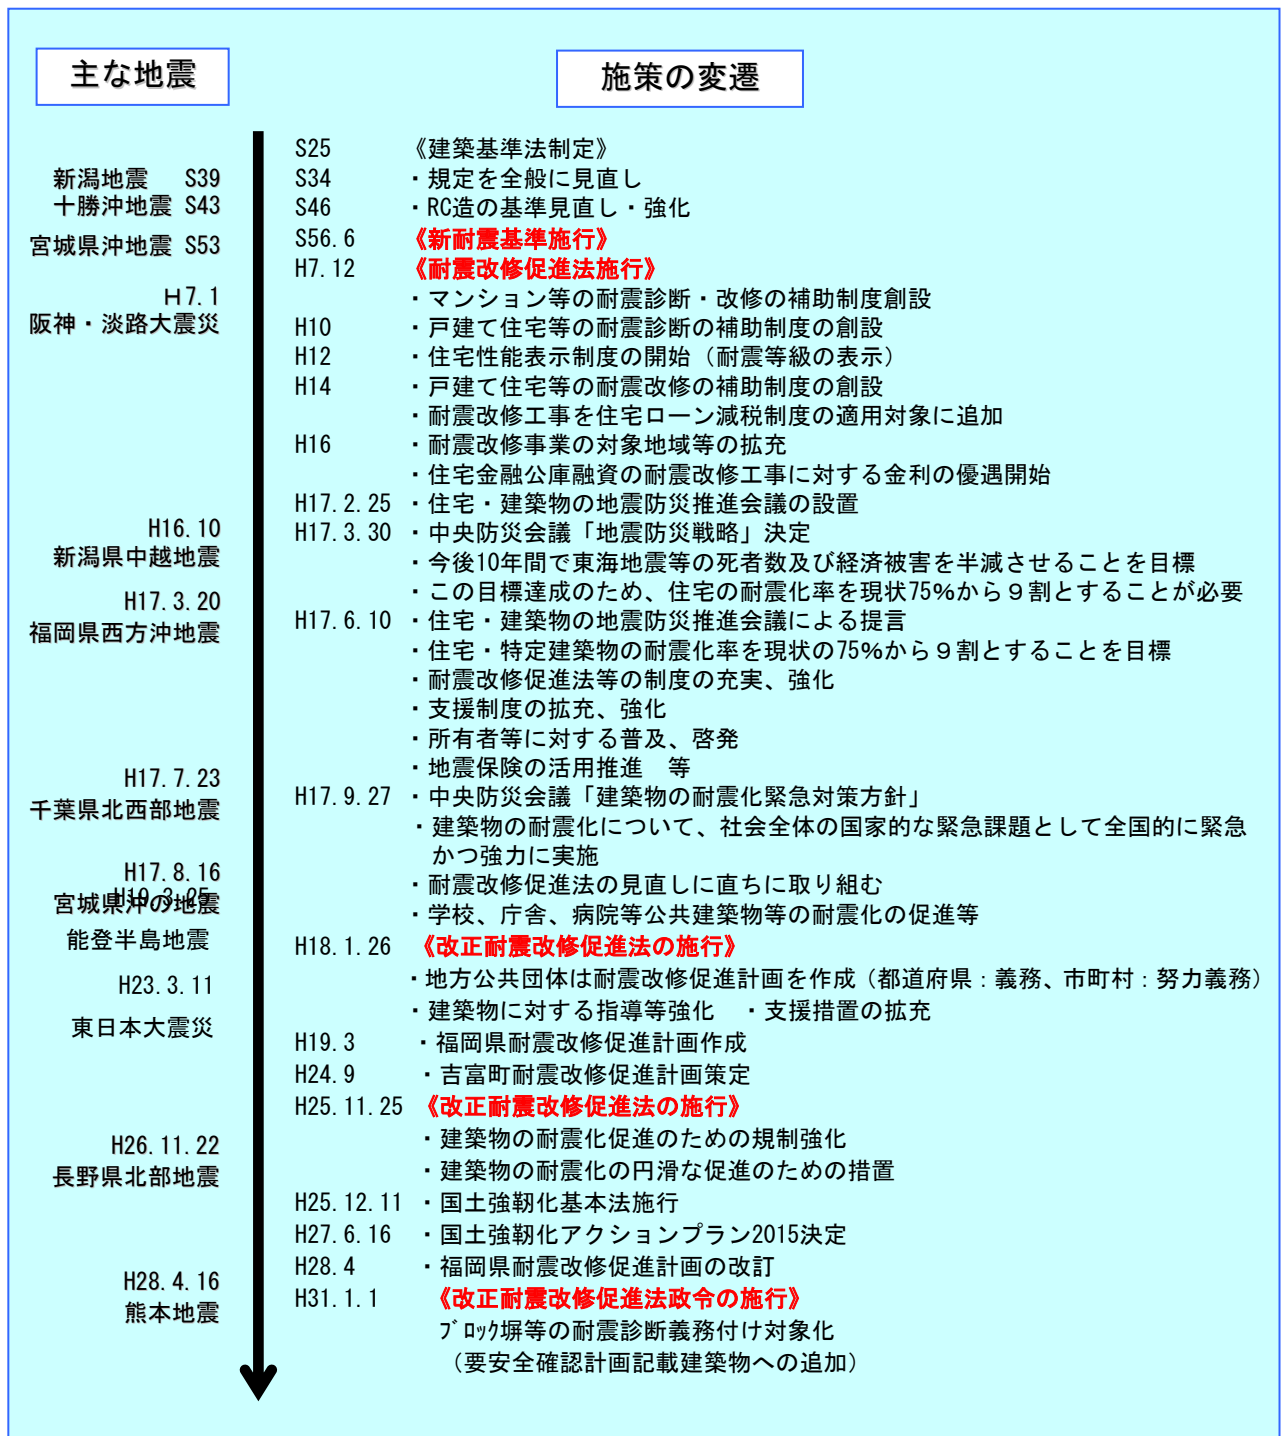 主な地震
新潟地震 S39
十勝沖地震 S43
宮城県沖地震 S53
H7.1
阪神・淡路大震災
H16.10
新潟県中越地震
H17.3.20
福岡県西方沖地震
H17.7.23
千葉県北西部地震
H17.8.16
宮城県沖の地震
H19.3.25
能登半島地震
H23.3.11
東日本大震災
H26.11.22
長野県北部地震
H28.4.16
熊本地震
施策の変遷
S25 《建築基準法制定》
S34 ・規定を全般に見直し
S46 ・RC造の基準見直し・強化
S56.6 《新耐震基準施行》
H7.12 《耐震改修促進法施行》
・マンション等の耐震診断・改修の補助制度創設
H10 ・戸建て住宅等の耐震診断の補助制度の創設
H12 ・住宅性能表示制度の開始（耐震等級の表示）
H14 ・戸建て住宅等の耐震改修の補助制度の創設
・耐震改修工事を住宅ローン減税制度の適用対象に追加
H16 ・耐震改修事業の対象地域等の拡充
・住宅金融公庫融資の耐震改修工事に対する金利の優遇開始
H17.2.25 ・住宅・建築物の地震防災推進会議の設置
H17.3.30 ・中央防災会議「地震防災戦略」決定
・今後10年間で東海地震等の死者数及び経済被害を半減させることを目標
・この目標達成のため、住宅の耐震化率を現状75%から９割とすることが必要
H17.6.10 ・住宅・建築物の地震防災推進会議による提言
・住宅・特定建築物の耐震化率を現状の75%から９割とすることを目標
・耐震改修促進法等の制度の充実、強化
・支援制度の拡充、強化
・所有者等に対する普及、啓発
・地震保険の活用推進　等
H17.9.27 ・中央防災会議「建築物の耐震化緊急対策方針」
・建築物の耐震化について、社会全体の国家的な緊急課題として全国的に緊急
かつ強力に実施
・耐震改修促進法の見直しに直ちに取り組む
・学校、庁舎、病院等公共建築物等の耐震化の促進等
H18.1.26 《改正耐震改修促進法の施行》
・地方公共団体は耐震改修促進計画を作成（都道府県：義務、市町村：努力義務）
・建築物に対する指導等強化　・支援措置の拡充
H19.3 ・福岡県耐震改修促進計画作成
H24.9 ・吉富町耐震改修促進計画策定
H25.11.25 《改正耐震改修促進法の施行》
・建築物の耐震化促進のための規制強化
・建築物の耐震化の円滑な促進のための措置
H25.12.11 ・国土強靭化基本法施行
H27.6.16 ・国土強靭化アクションプラン2015決定
H28.4 ・福岡県耐震改修促進計画の改訂
H31.1.1 《改正耐震改修促進法政令の施行》
ﾌﾞﾛｯｸ塀等の耐震診断義務付け対象化
（要安全確認計画記載建築物への追加）